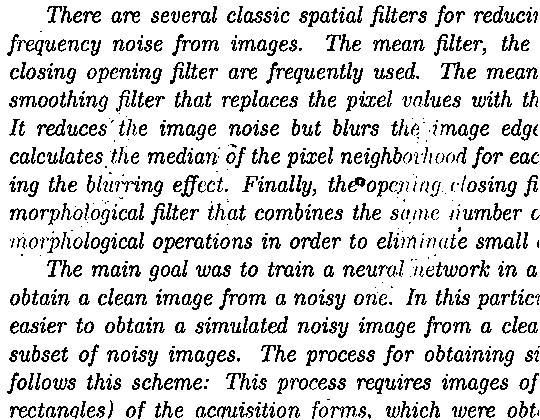 There are several classic spatial filters for reducin
frequency noise from images. The mean filter, the
closing opening filter are frequently used. The mean
smoothing filter that replaces the pixel values with th
It reduces the image noise but blurs the image edge
calculates the median of the pixel neighborhood for eac
ing the blurring effect. Finally, the opening closing fi
morphological filter that combines the same number o
morphological operations in order to eliminate small
The main goal was to train a neural network in a
obtain a clean image from a noisy one. In this partic
easier to obtain a simulated noisy image from a clea
subset of noisy images. The process for obtaining si
follows this scheme: This process requires images of
rectangles) of the acquisition forms, which were obt